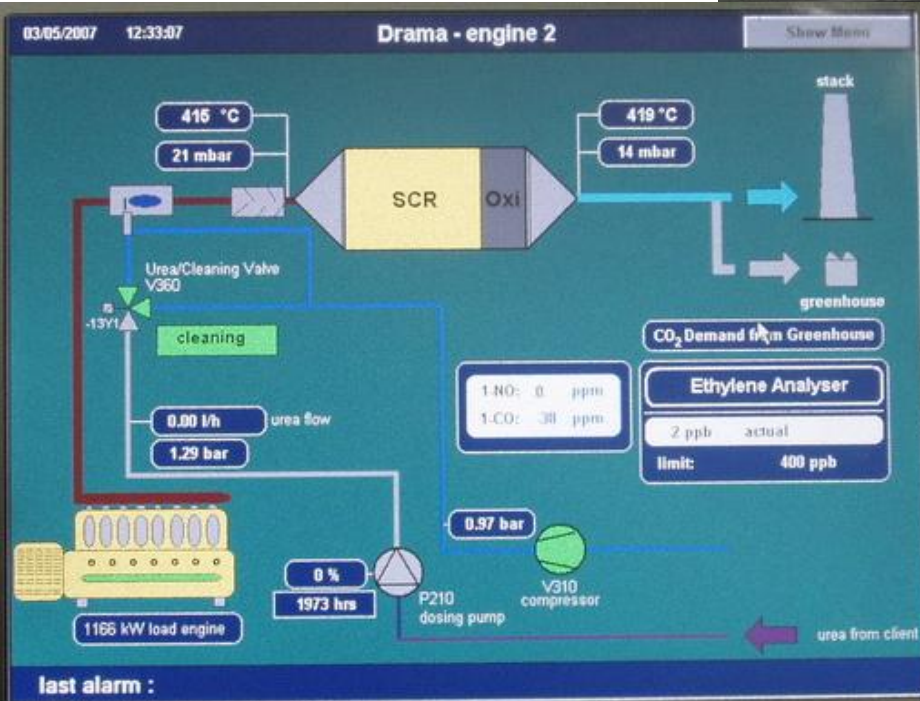 03/05/2007 12:33:07 Drama - engine 2 Show Menu
stack
415 °C
419 °C
21 mbar
14 mbar
SCR Oxi
Urea/Cleaning Valve
V360
greenhouse
-13Y1
cleaning
CO2 Demand from Greenhouse
Ethylene Analyser
1-NO: 0 ppm
1-CO: -38 ppm
2 ppb actual
limit: 400 ppb
0.00 l/h urea flow
1.29 bar
0.97 bar
V310
compressor
0 %
1973 hrs
P210
dosing pump
1166 kW load engine
urea from client
last alarm :